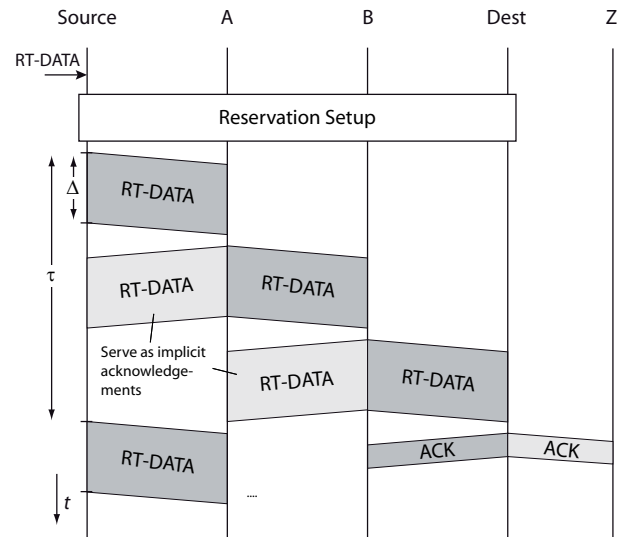 Source A B Dest Z
RT-DATA
Reservation Setup
RT-DATA
Δ
τ
RT-DATA RT-DATA
Serve as implicit
acknowledge-
ments
RT-DATA RT-DATA
RT-DATA
ACK ACK
t
....